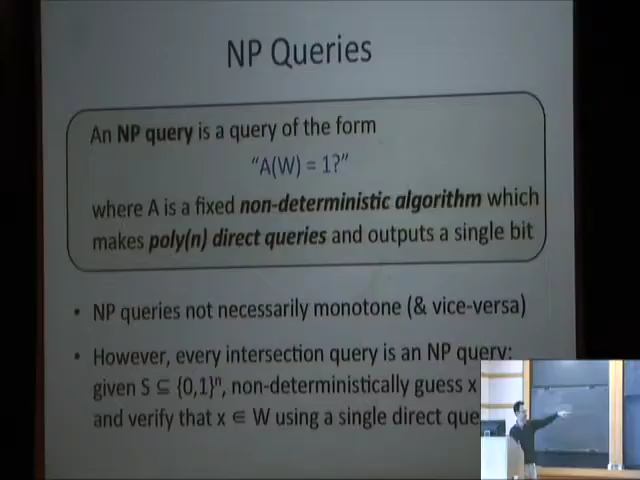 NP Queries
An NP query is a query of the form
"A(W) = 1?"
where A is a fixed non-deterministic algorithm which
makes poly(n) direct queries and outputs a single bit
• NP queries not necessarily monotone (& vice-versa)
• However, every intersection query is an NP query:
given S ⊆ {0,1}ⁿ, non-deterministically guess x
and verify that x ∈ W using a single direct que